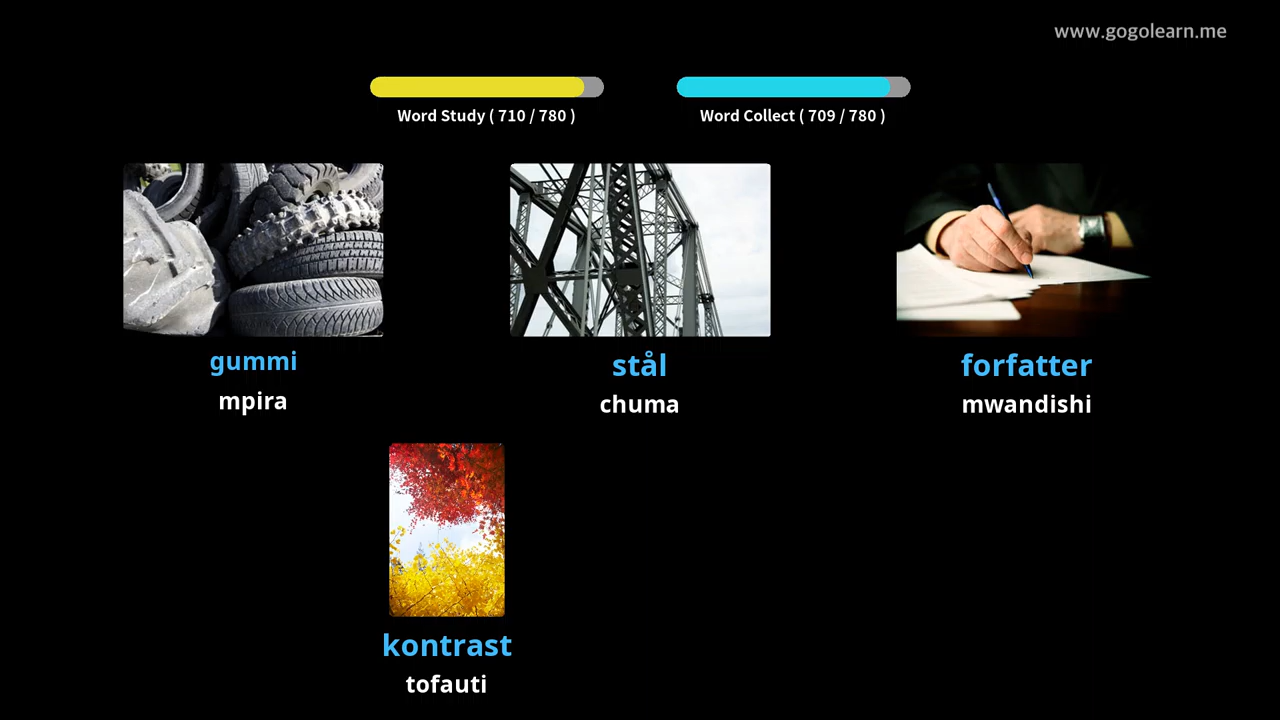 www.gogolearn.me
Word Study ( 710 / 780 )
Word Collect ( 709 / 780 )
gummi
mpira
stål
chuma
forfatter
mwandishi
kontrast
tofauti